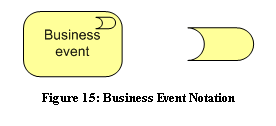 Business
event
Figure 15: Business Event Notation